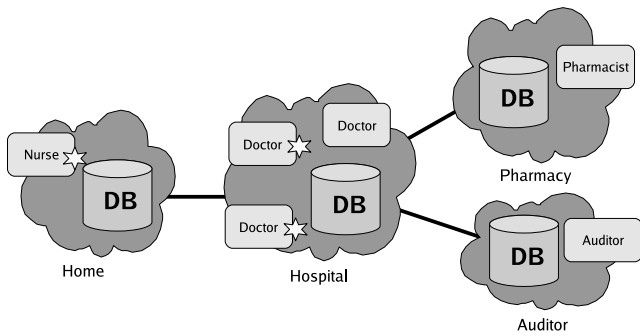 Nurse
DB
Home
Doctor
Doctor
Doctor
DB
Hospital
Pharmacist
DB
Pharmacy
Auditor
DB
Auditor